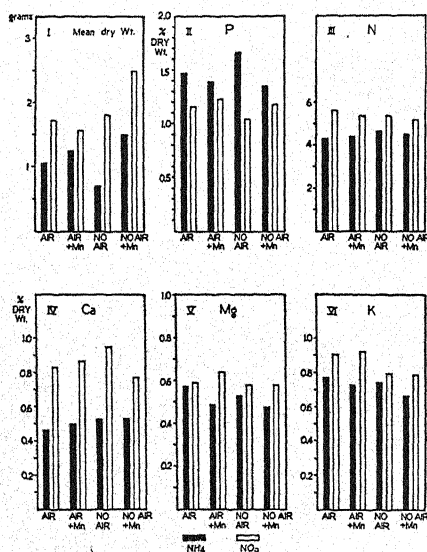 grams
I Mean dry Wt.
3
2
1
AIR AIR +Mn NO AIR NO AIR +Mn
% DRY Wt.
II P
2.0
1.5
1.0
0.5
AIR AIR +Mn NO AIR NO AIR +Mn
III N
6
4
2
AIR AIR +Mn NO AIR NO AIR +Mn
% DRY Wt.
IV Ca
1.0
0.8
0.6
0.4
0.2
AIR AIR +Mn NO AIR NO AIR +Mn
V Mg
1.0
0.8
0.6
0.4
0.2
AIR AIR +Mn NO AIR NO AIR +Mn
VI K
1.0
0.8
0.6
0.4
0.2
AIR AIR +Mn NO AIR NO AIR +Mn
NH4 NO3